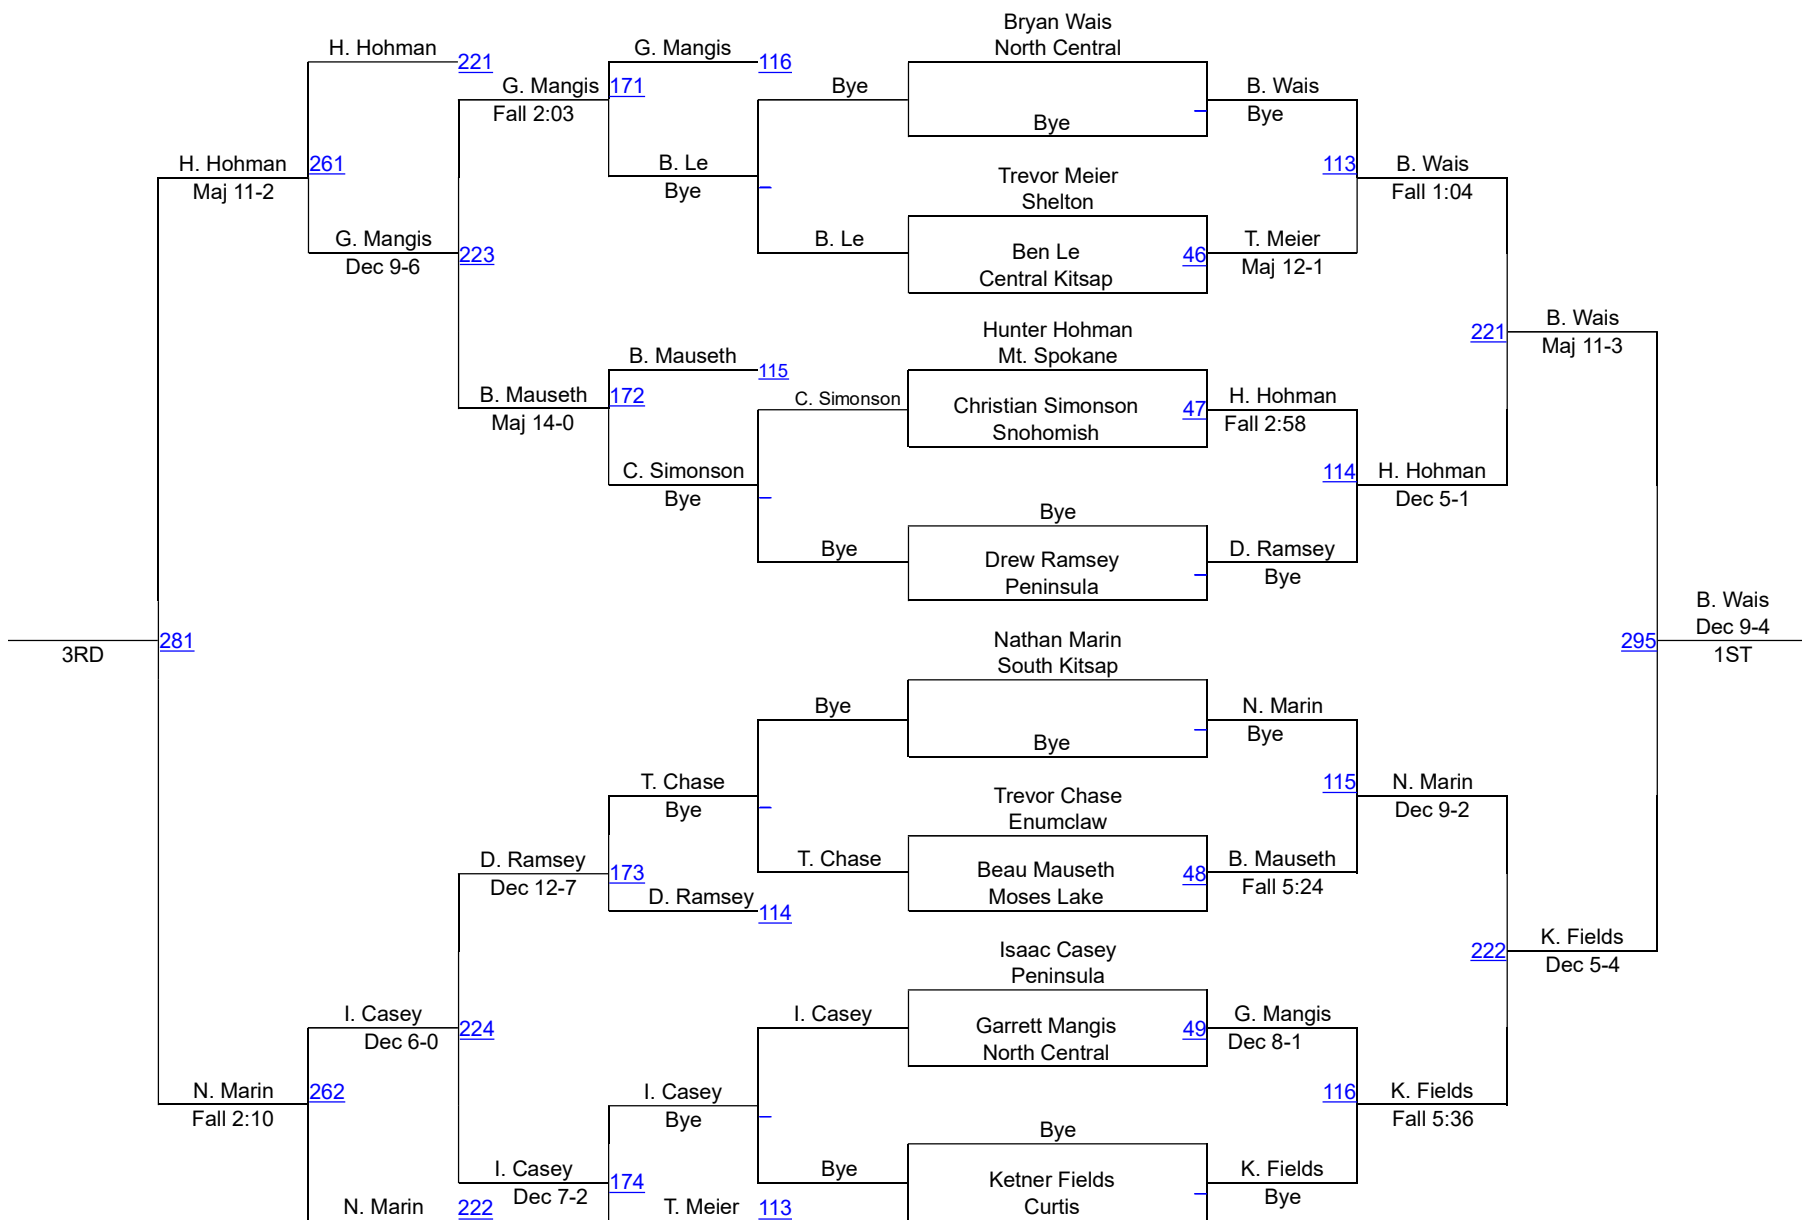 Bryan Wais
H. Hohman
G. Mangis
North Central
221
116
G. Mangis
171
Bye
B. Wais
Fall 2:03
Bye
Bye
H. Hohman
261
B. Le
113
B. Wais
Maj 11-2
Bye
Trevor Meier
Fall 1:04
Shelton
G. Mangis
223
B. Le
Ben Le
46
T. Meier
Dec 9-6
Central Kitsap
Maj 12-1
Hunter Hohman
221
B. Wais
B. Mauseth
Mt. Spokane
Maj 11-3
115
B. Mauseth
172
C. Simonson
Christian Simonson
47
H. Hohman
Maj 14-0
Snohomish
Fall 2:58
C. Simonson
114
H. Hohman
Bye
Dec 5-1
Bye
Bye
Drew Ramsey
D. Ramsey
Peninsula
Bye
B. Wais
Dec 9-4
3RD
281
Nathan Marin
295
1ST
South Kitsap
Bye
N. Marin
Bye
Bye
T. Chase
115
N. Marin
Bye
Trevor Chase
Dec 9-2
Enumclaw
D. Ramsey
173
T. Chase
Beau Mauseth
48
B. Mauseth
Dec 12-7
Moses Lake
Fall 5:24
D. Ramsey
114
Isaac Casey
222
K. Fields
Peninsula
Dec 5-4
I. Casey
224
I. Casey
Garrett Mangis
49
G. Mangis
Dec 6-0
North Central
Dec 8-1
N. Marin
262
I. Casey
116
K. Fields
Fall 2:10
Bye
Bye
Fall 5:36
I. Casey
174
Bye
Ketner Fields
K. Fields
Dec 7-2
Curtis
Bye
N. Marin
222
T. Meier
113